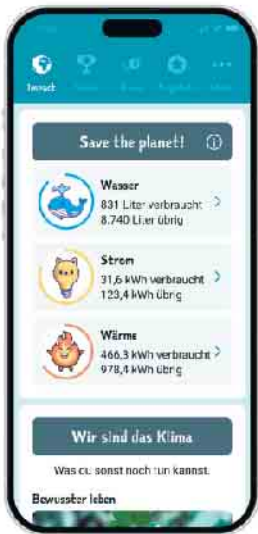 Impact
Save the planet!
Wasser
831 Liter verbraucht
8.740 Liter übrig
Strom
31,6 kWh verbraucht
123,4 kWh übrig
Wärme
466,3 kWh verbraucht
978,4 kWh übrig
Wir sind das Klima
Was du sonst noch tun kannst.
Bewusster leben